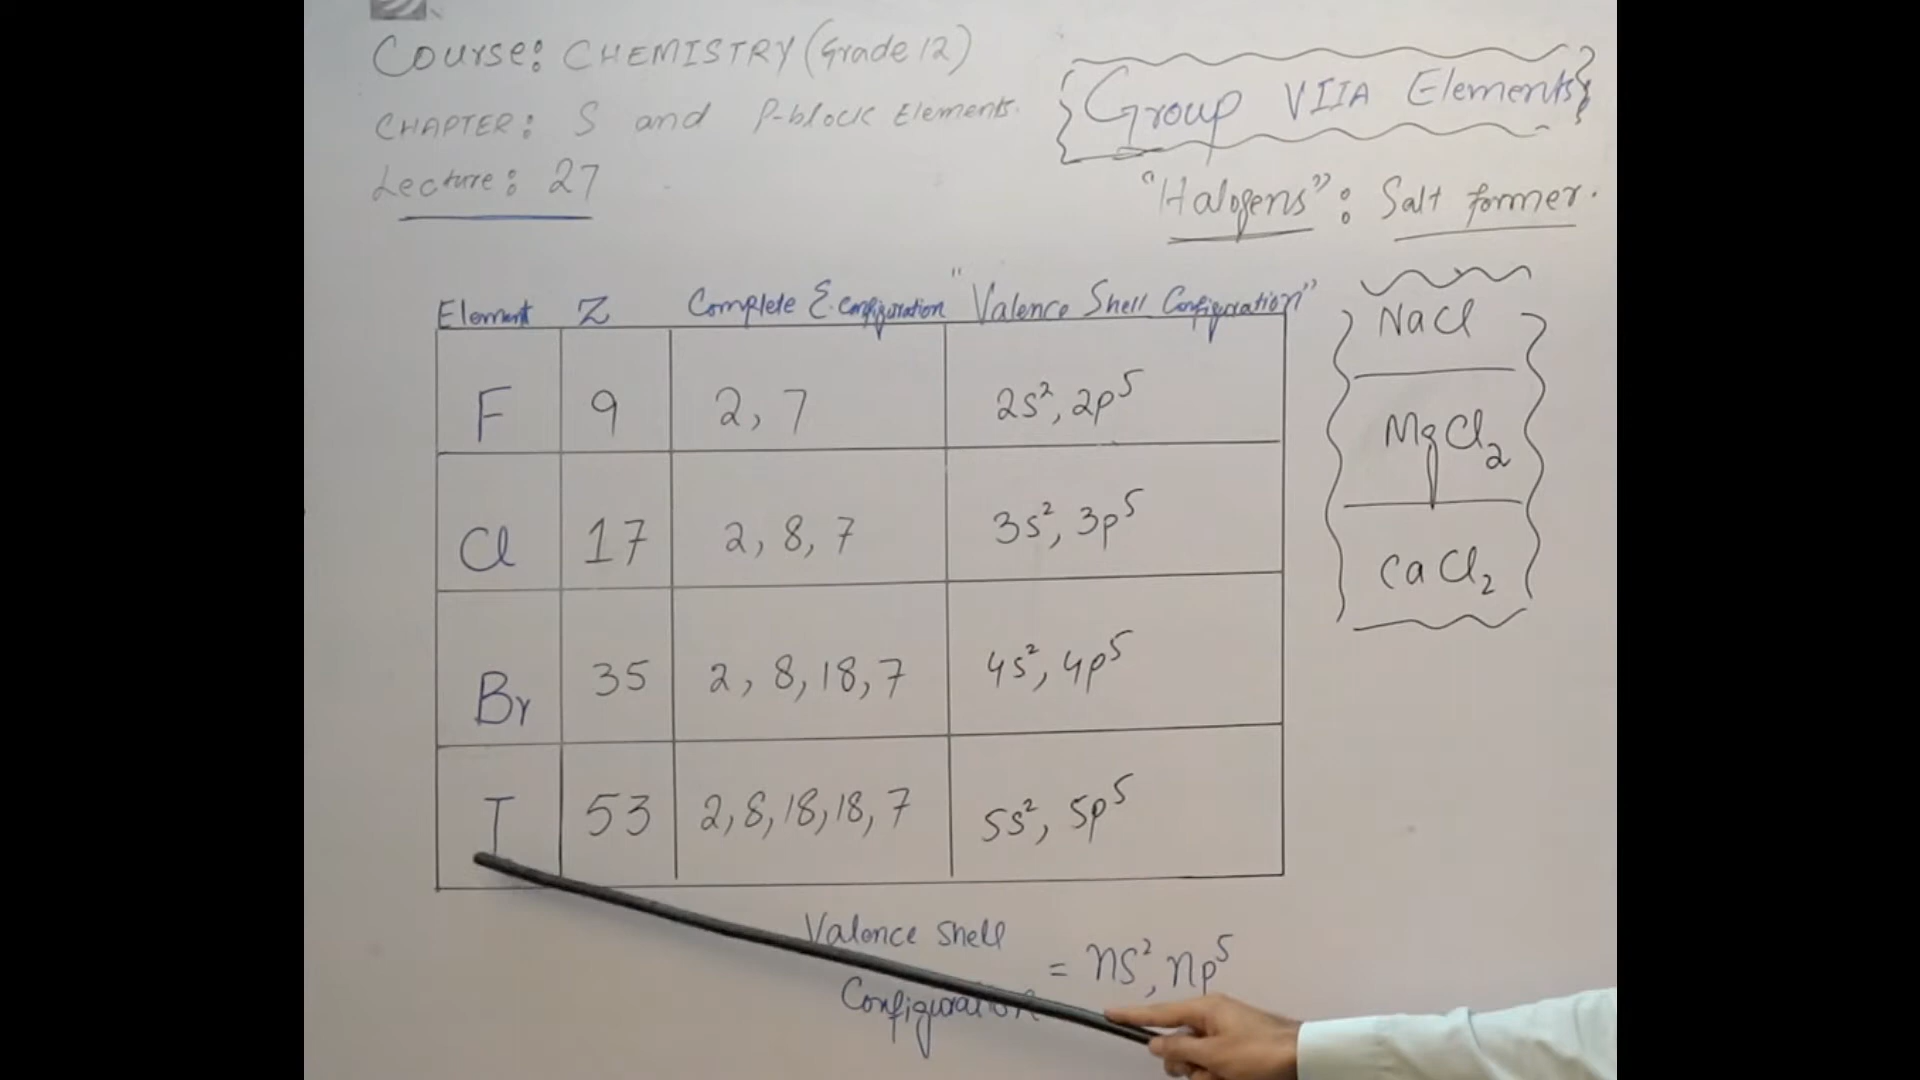 Course: CHEMISTRY (Grade 12)
CHAPTER: S and P-block Elements.
Lecture: 27
Group VIIA Elements
"Halogens": Salt former.
Element Z Complete E. configuration "Valence Shell Configuration"
F 9 2, 7 2s², 2p⁵
Cl 17 2, 8, 7 3s², 3p⁵
Br 35 2, 8, 18, 7 4s², 4p⁵
I 53 2, 8, 18, 18, 7 5s², 5p⁵
NaCl
MgCl₂
CaCl₂
Valence Shell
Configuration = ns², np⁵